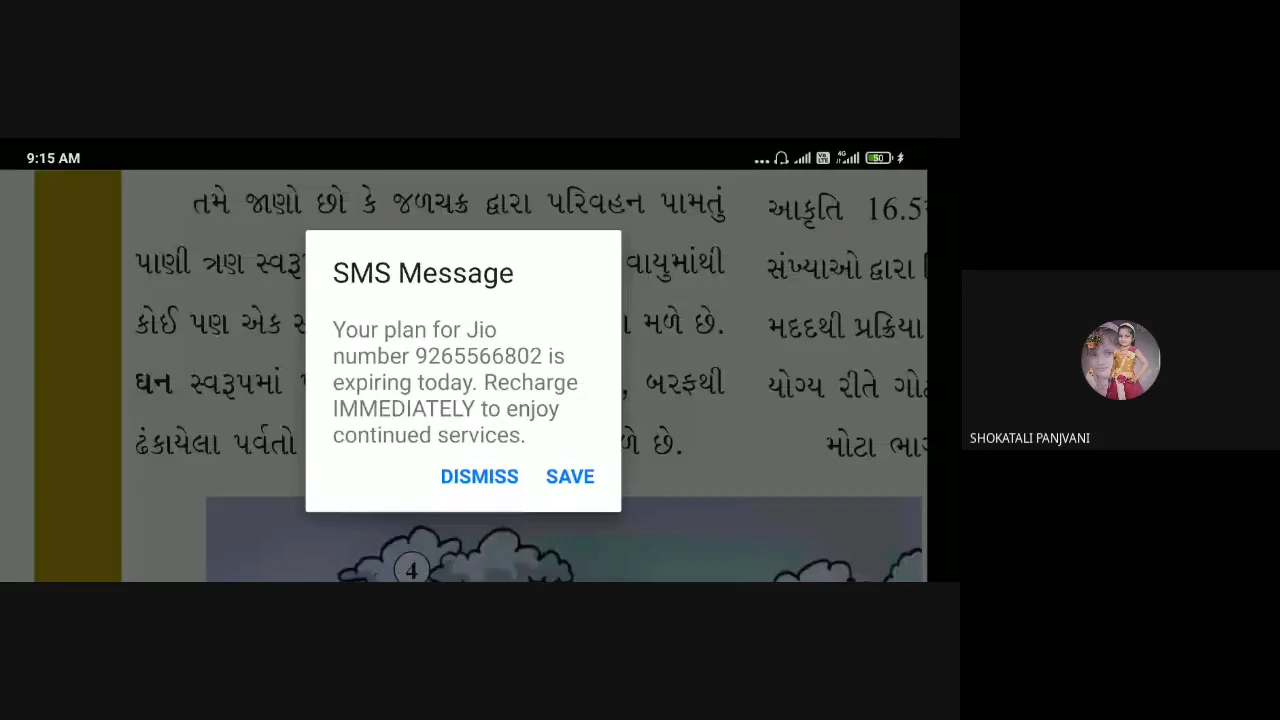 9:15 AM
4G
50
તમે જાણો છો કે જળચક્ર દ્વારા પરિવહન પામતું
પાણી ત્રણ
વાયુમાંથી
કોઈ પણ એક
મળે છે.
ઘન સ્વરૂપમાં
બરફથી
ઢંકાયેલા પર્વતો
છે.
આકૃતિ 16.5
સંખ્યાઓ દ્વારા
મદદથી પ્રક્રિયા
યોગ્ય રીતે
મોટા
SMS Message
Your plan for Jio
number 9265566802 is
expiring today. Recharge
IMMEDIATELY to enjoy
continued services.
DISMISS SAVE
4
SHOKATALI PANJVANI